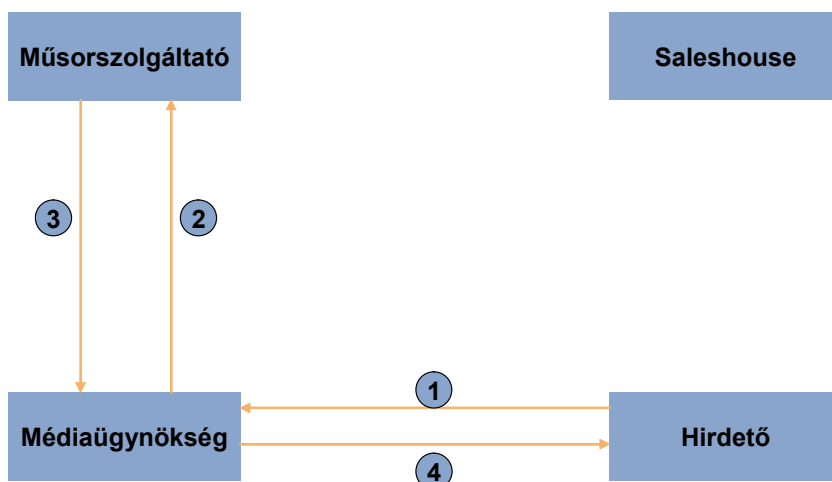 Műsorszolgáltató
Saleshouse
3
2
1
Médiaügynökség
Hirdető
4